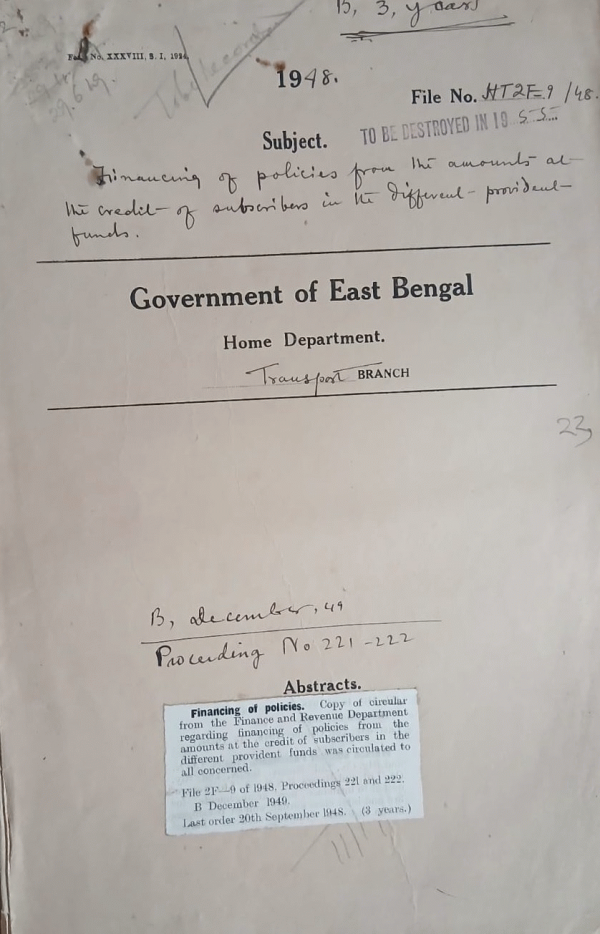 B, 3, years
No. XXXVIII, S. I, 192
1948.
File No. HT2F-9/48.
29.6.49.
TO BE DESTROYED IN 19 55
Subject.
Financing of policies from the amounts at
the credit of subscribers in the different provident
funds.
Government of East Bengal
Home Department.
Transport BRANCH
23
B, December, 49
Proceeding No 221-222
Abstracts.
Financing of policies. Copy of circular
from the Finance and Revenue Department
regarding financing of policies from the
amounts at the credit of subscribers in the
different provident funds was circulated to
all concerned.
File 2F—9 of 1948, Proceedings 221 and 222.
B December 1949.
Last order 20th September 1948. (3 years.)